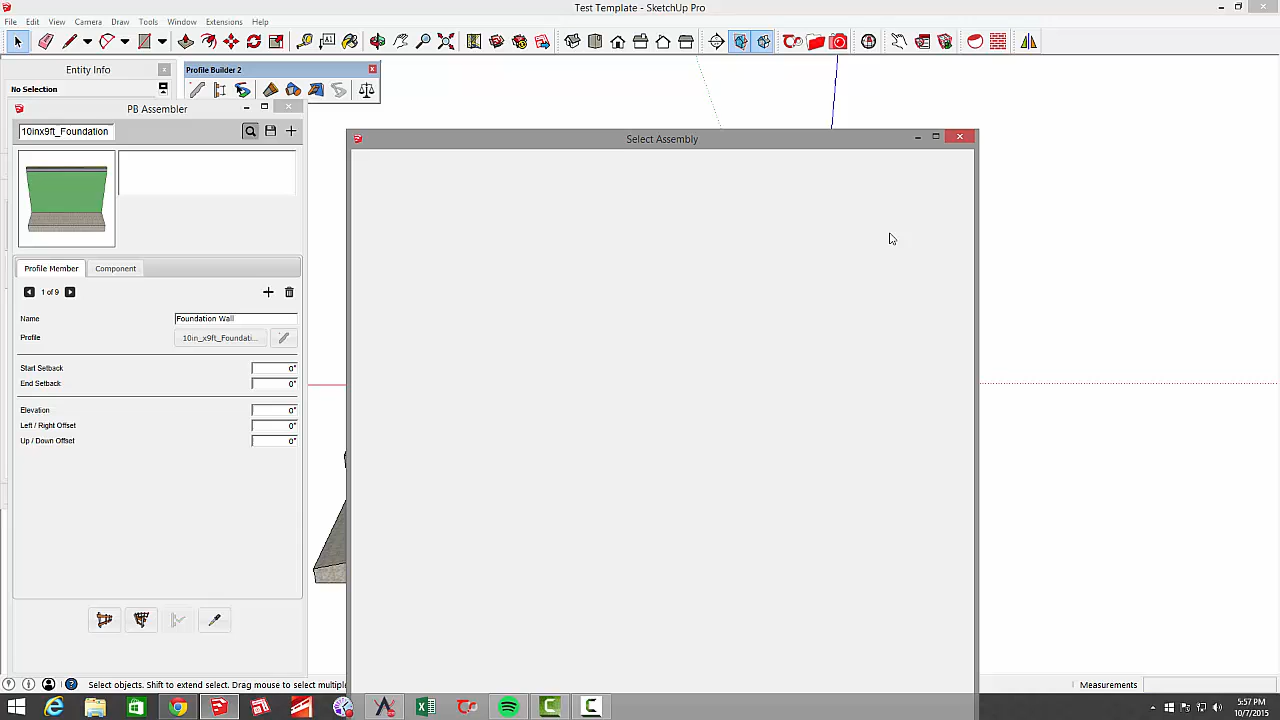 Test Template - SketchUp Pro
File Edit View Camera Draw Tools Window Extensions Help
Entity Info
Profile Builder 2
No Selection
PB Assembler
10inx9ft_Foundation
Select Assembly
Profile Member Component
1 of 9
Name Foundation Wall
Profile 10in_x9ft_Foundati...
Start Setback 0"
End Setback 0"
Elevation 0"
Left / Right Offset 0"
Up / Down Offset 0"
Select objects. Shift to extend select. Drag mouse to select multiple
Measurements
5:57 PM
10/7/2015